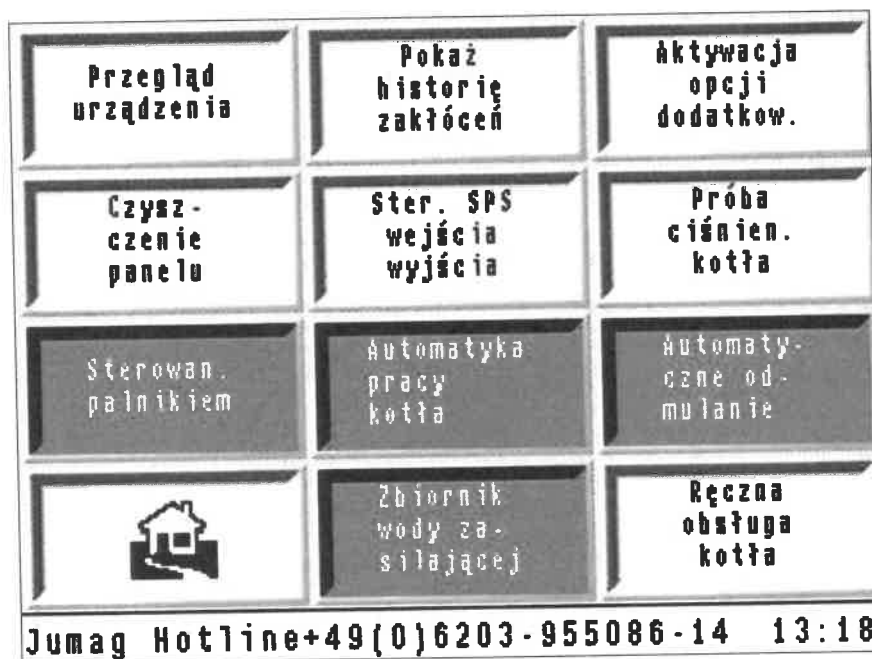 Przegląd
urządzenia
Pokaż
historię
zakłóceń
Aktywacja
opcji
dodatkow.
Czysz-
czenie
panelu
Ster. SPS
wejścia
wyjścia
Próba
ciśnien.
kotła
Sterowan.
palnikiem
Automatyka
pracy
kotła
Automaty-
czne od-
mulanie
Zbiornik
wody za-
silającej
Ręczna
obsługa
kotła
Jumag Hotline+49(0)6203-955086-14 13:18